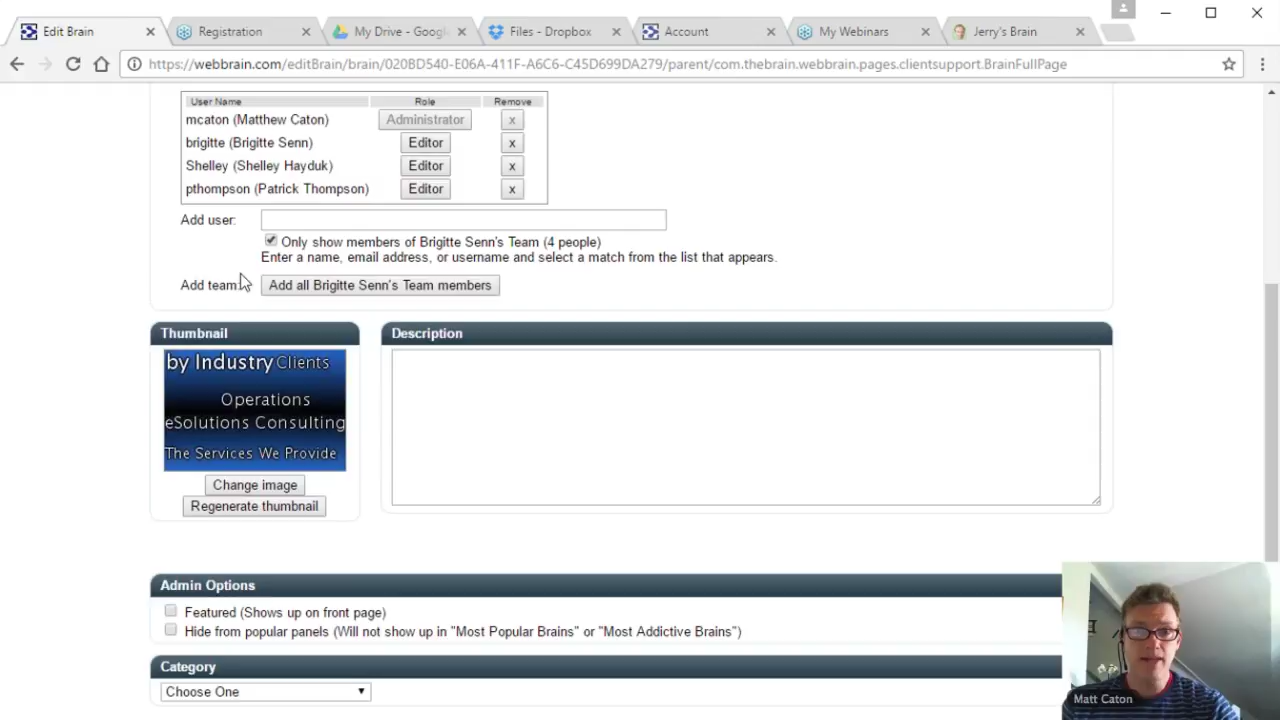 Edit Brain
Registration
My Drive - Googl
Files - Dropbox
Account
My Webinars
Jerry's Brain
https://webbrain.com/editBrain/brain/020BD540-E06A-411F-A6C6-C45D699DA279/parent/com.thebrain.webbrain.pages.clientsupport.BrainFullPage
User Name Role Remove
mcaton (Matthew Caton) Administrator x
brigitte (Brigitte Senn) Editor x
Shelley (Shelley Hayduk) Editor x
pthompson (Patrick Thompson) Editor x
Add user:
Only show members of Brigitte Senn's Team (4 people)
Enter a name, email address, or username and select a match from the list that appears.
Add team: Add all Brigitte Senn's Team members
Thumbnail
by Industry Clients
Operations
eSolutions Consulting
The Services We Provide
Change image
Regenerate thumbnail
Description
Admin Options
Featured (Shows up on front page)
Hide from popular panels (Will not show up in "Most Popular Brains" or "Most Addictive Brains")
Category
Choose One
Matt Caton